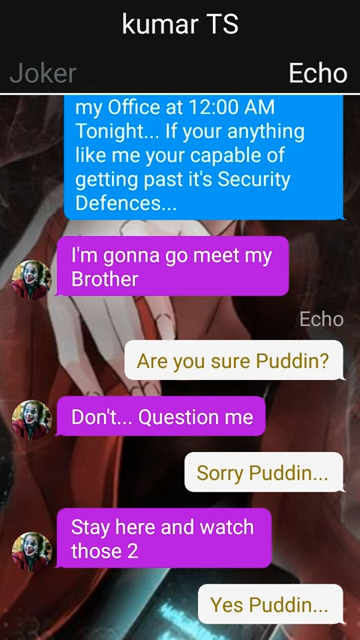 kumar TS
Joker
Echo
my Office at 12:00 AM
Tonight... If your anything
like me your capable of
getting past it's Security
Defences...
I'm gonna go meet my
Brother
Echo
Are you sure Puddin?
Don't... Question me
Sorry Puddin...
Stay here and watch
those 2
Yes Puddin...